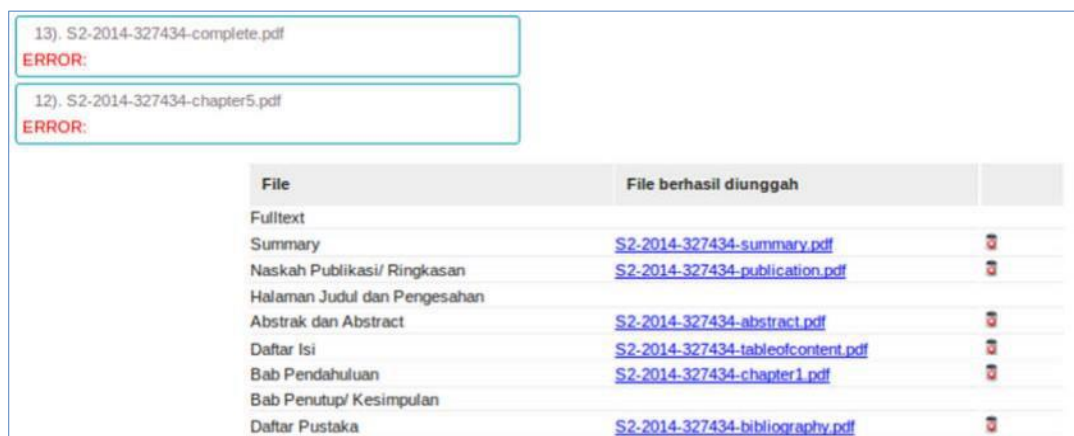 13). S2-2014-327434-complete.pdf
ERROR:
12). S2-2014-327434-chapter5.pdf
ERROR:
File File berhasil diunggah
Fulltext
Summary S2-2014-327434-summary.pdf
Naskah Publikasi/ Ringkasan S2-2014-327434-publication.pdf
Halaman Judul dan Pengesahan
Abstrak dan Abstract S2-2014-327434-abstract.pdf
Daftar Isi S2-2014-327434-tableofcontent.pdf
Bab Pendahuluan S2-2014-327434-chapter1.pdf
Bab Penutup/ Kesimpulan
Daftar Pustaka S2-2014-327434-bibliography.pdf